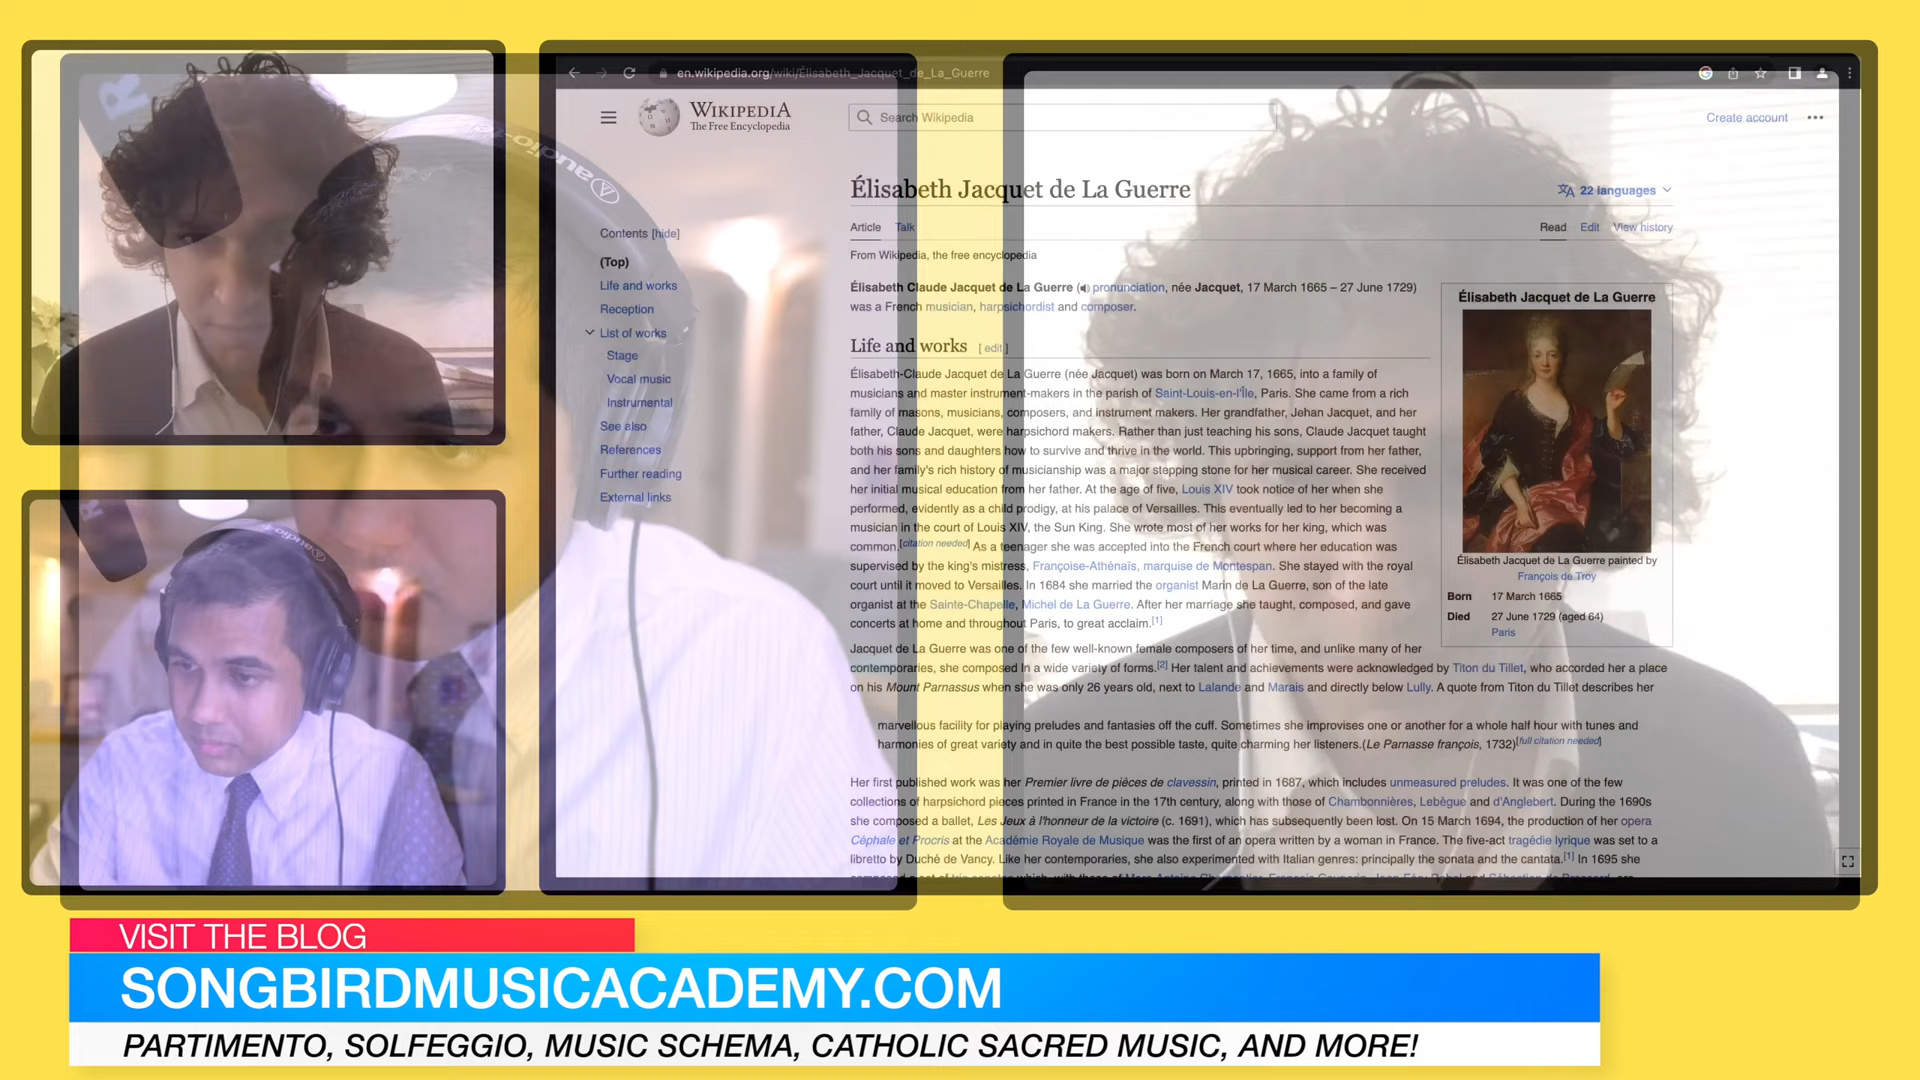 en.wikipedia.org/wiki/Élisabeth_Jacquet_de_La_Guerre
WIKIPEDIA
The Free Encyclopedia
Search Wikipedia
Create account
R
audio-
audio-
Élisabeth Jacquet de La Guerre
22 languages
Article Talk
Read Edit View history
From Wikipedia, the free encyclopedia
Contents [hide]
(Top)
Life and works
Reception
List of works
Stage
Vocal music
Instrumental
See also
References
Further reading
External links
Élisabeth Claude Jacquet de La Guerre (pronunciation, née Jacquet, 17 March 1665 – 27 June 1729)
was a French musician, harpsichordist and composer.
Life and works [ edit ]
Élisabeth-Claude Jacquet de La Guerre (née Jacquet) was born on March 17, 1665, into a family of
musicians and master instrument-makers in the parish of Saint-Louis-en-l'Île, Paris. She came from a rich
family of masons, musicians, composers, and instrument makers. Her grandfather, Jehan Jacquet, and her
father, Claude Jacquet, were harpsichord makers. Rather than just teaching his sons, Claude Jacquet taught
both his sons and daughters how to survive and thrive in the world. This upbringing, support from her father,
and her family's rich history of musicianship was a major stepping stone for her musical career. She received
her initial musical education from her father. At the age of five, Louis XIV took notice of her when she
performed, evidently as a child prodigy, at his palace of Versailles. This eventually led to her becoming a
musician in the court of Louis XIV, the Sun King. She wrote most of her works for her king, which was
common.[citation needed] As a teenager she was accepted into the French court where her education was
supervised by the king's mistress, Françoise-Athénaïs, marquise de Montespan. She stayed with the royal
court until it moved to Versailles. In 1684 she married the organist Marin de La Guerre, son of the late
organist at the Sainte-Chapelle, Michel de La Guerre. After her marriage she taught, composed, and gave
concerts at home and throughout Paris, to great acclaim.[1]
Élisabeth Jacquet de La Guerre
Élisabeth Jacquet de La Guerre painted by
François de Troy
Born 17 March 1665
Died 27 June 1729 (aged 64)
Paris
Jacquet de La Guerre was one of the few well-known female composers of her time, and unlike many of her
contemporaries, she composed in a wide variety of forms.[2] Her talent and achievements were acknowledged by Titon du Tillet, who accorded her a place
on his Mount Parnassus when she was only 26 years old, next to Lalande and Marais and directly below Lully. A quote from Titon du Tillet describes her
marvellous facility for playing preludes and fantasies off the cuff. Sometimes she improvises one or another for a whole half hour with tunes and
harmonies of great variety and in quite the best possible taste, quite charming her listeners.(Le Parnasse françois, 1732)[full citation needed]
Her first published work was her Premier livre de pièces de clavessin, printed in 1687, which includes unmeasured preludes. It was one of the few
collections of harpsichord pieces printed in France in the 17th century, along with those of Chambonnières, Lebègue and d'Anglebert. During the 1690s
she composed a ballet, Les Jeux à l'honneur de la victoire (c. 1691), which has subsequently been lost. On 15 March 1694, the production of her opera
Céphale et Procris at the Académie Royale de Musique was the first of an opera written by a woman in France. The five-act tragédie lyrique was set to a
libretto by Duché de Vancy. Like her contemporaries, she also experimented with Italian genres: principally the sonata and the cantata.[1] In 1695 she
VISIT THE BLOG
SONGBIRDMUSICACADEMY.COM
PARTIMENTO, SOLFEGGIO, MUSIC SCHEMA, CATHOLIC SACRED MUSIC, AND MORE!